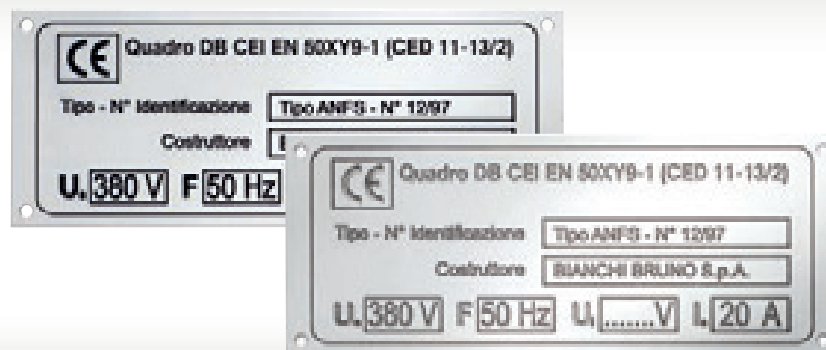 CE Quadro DB CEI EN 50XY9-1 (CED 11-13/2)
Tipo - N° Identificazione Tipo ANFS - N° 12/97
Costruttore
U. 380 V F 50 Hz
CE Quadro DB CEI EN 50XY9-1 (CED 11-13/2)
Tipo - N° Identificazione Tipo ANFS - N° 12/97
Costruttore BIANCHI BRUNO S.p.A.
U. 380 V F 50 Hz U. .......V I. 20 A